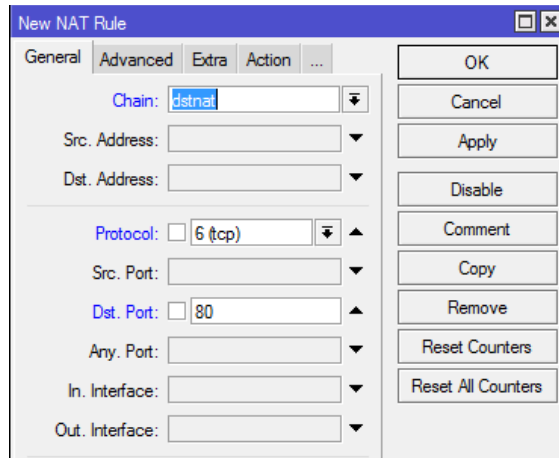 New NAT Rule
General Advanced Extra Action ...
Chain: dstnat
Src. Address:
Dst. Address:
Protocol: 6 (tcp)
Src. Port:
Dst. Port: 80
Any. Port:
In. Interface:
Out. Interface:
OK
Cancel
Apply
Disable
Comment
Copy
Remove
Reset Counters
Reset All Counters